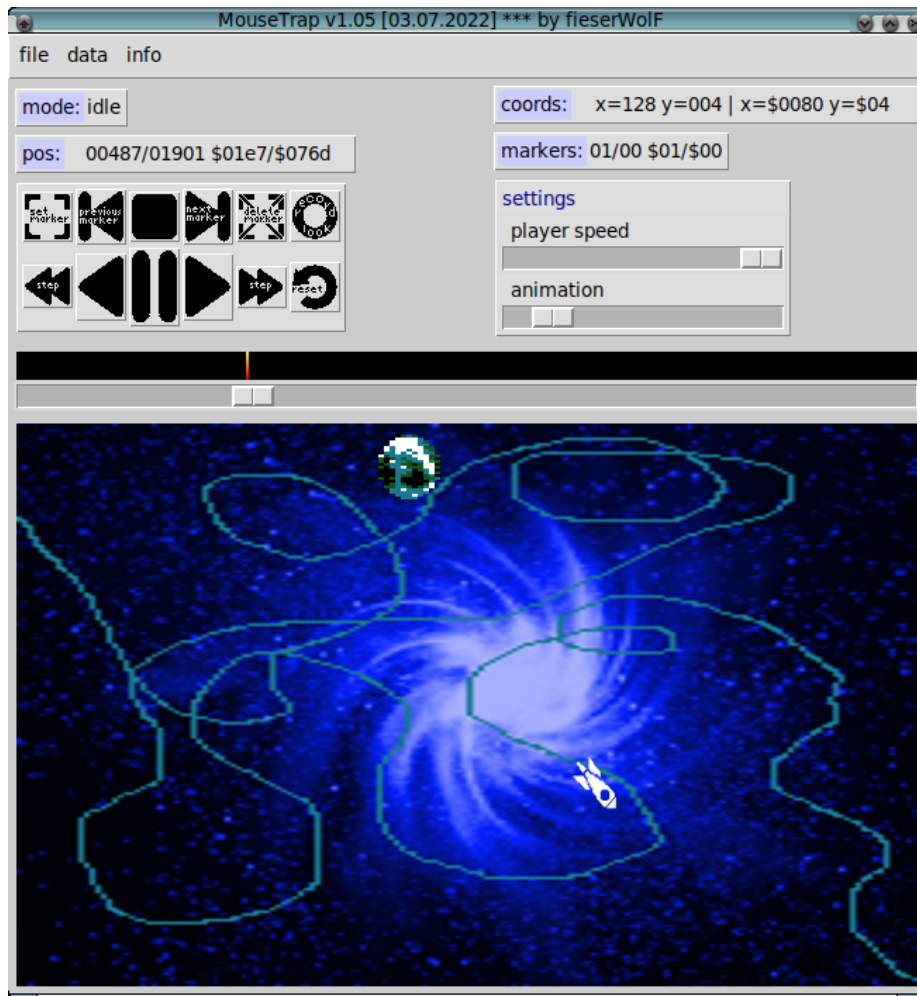 MouseTrap v1.05 [03.07.2022] *** by fieserWolF
file data info
mode: idle
coords: x=128 y=004 | x=$0080 y=$04
pos: 00487/01901 $01e7/$076d
markers: 01/00 $01/$00
set marker
previous marker
next marker
delete marker
record look
settings
player speed
step
step
reset
animation